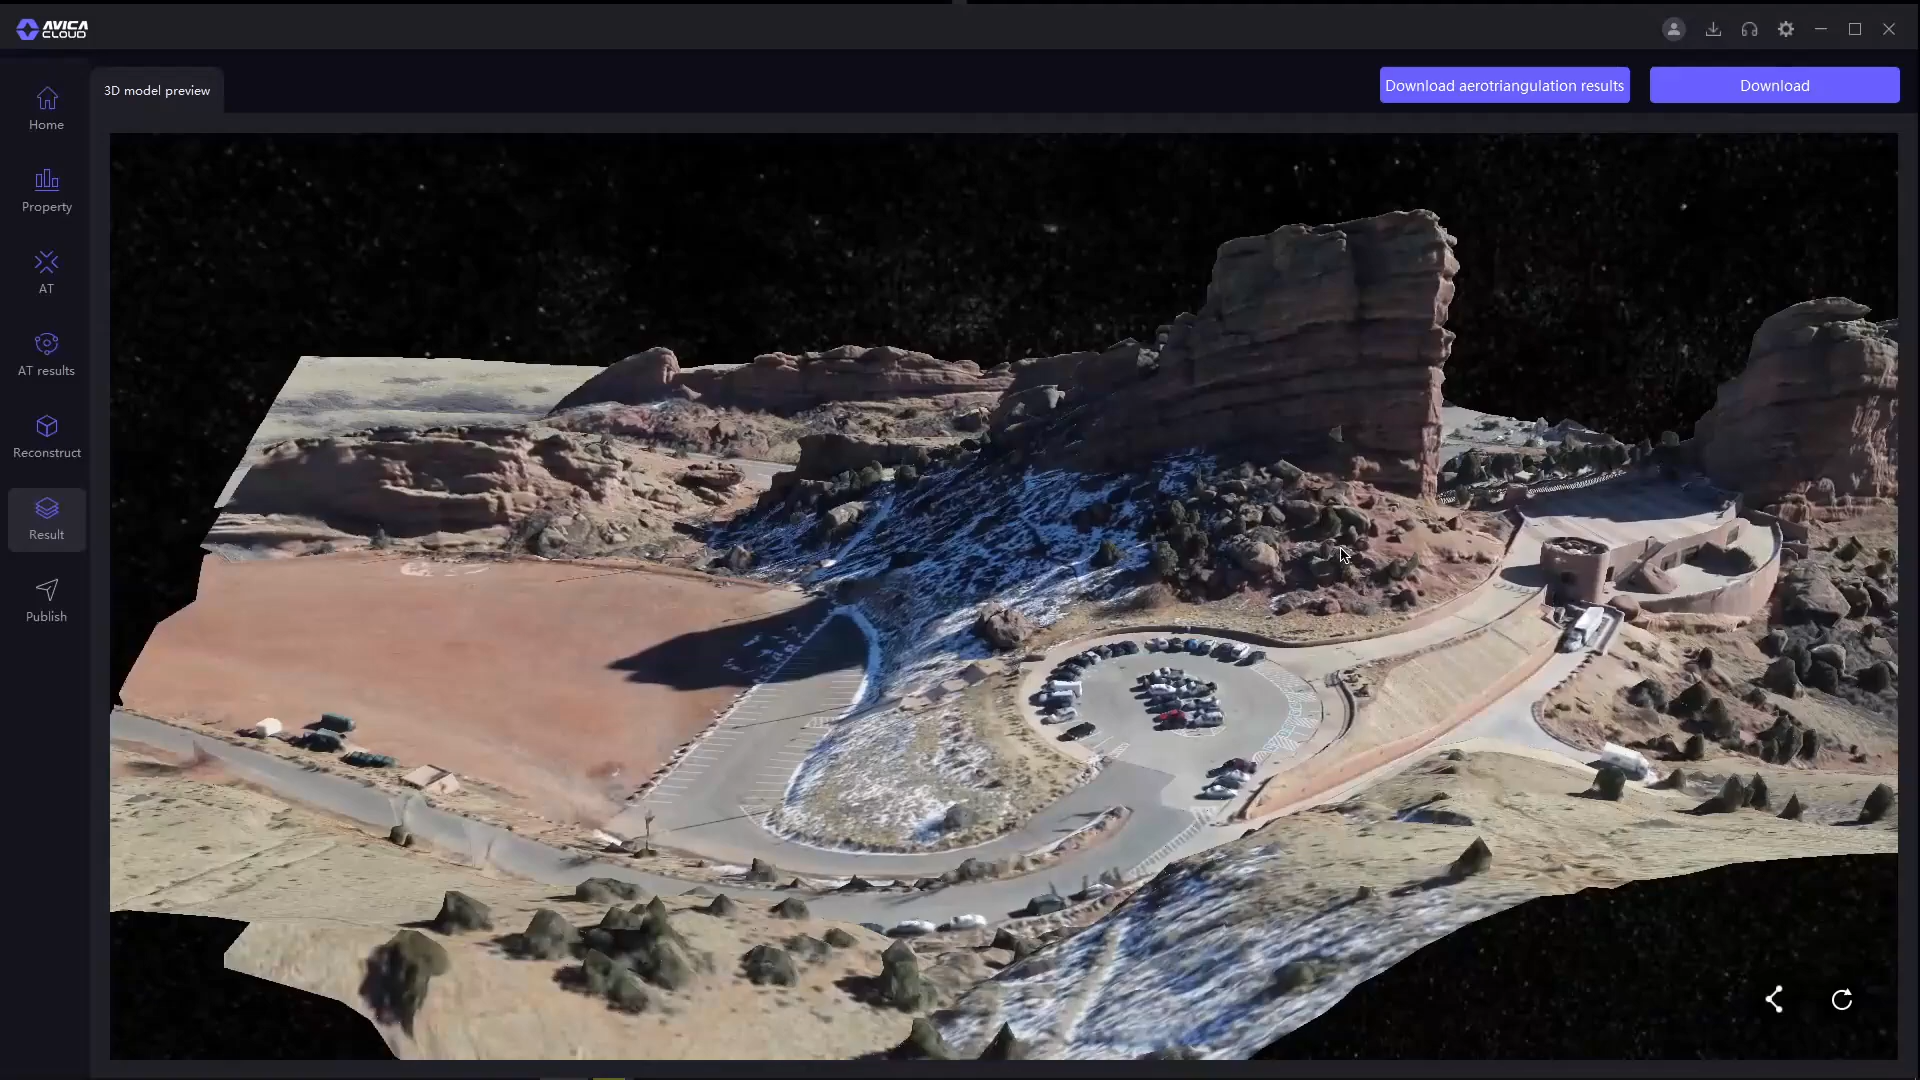 AVICA
CLOUD
3D model preview
Download aerotriangulation results
Download
Home
Property
AT
AT results
Reconstruct
Result
Publish